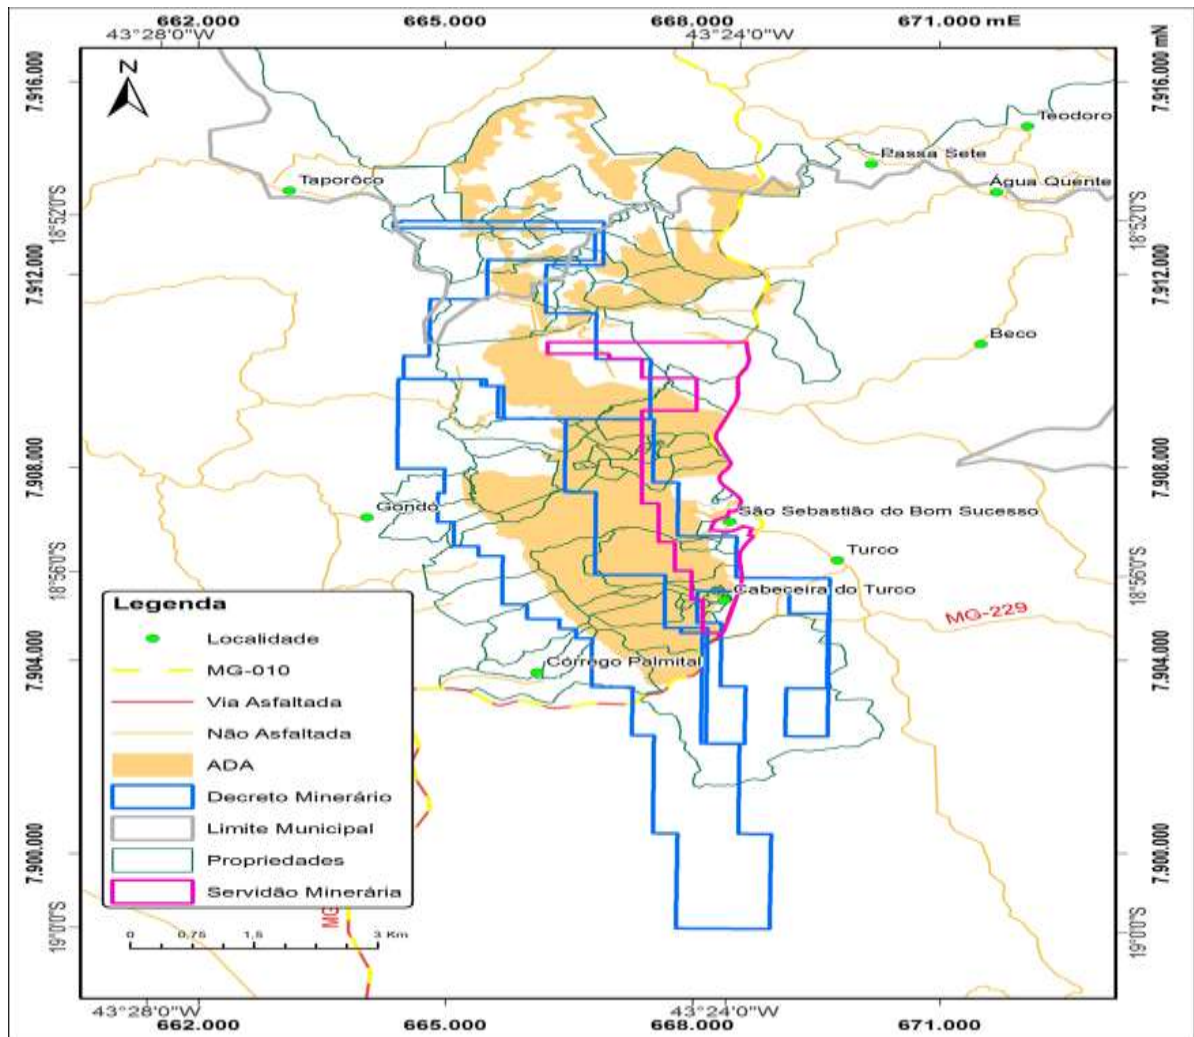 662.000 665.000 668.000 671.000 mE
43°28'0"W 43°24'0"W
N
7.916.000
7.916.000 mN
Teodoro
Passa Sete
Taporôco
Água Quente
18°52'0"S
18°52'0"S
7.912.000
7.912.000
Beco
7.908.000
7.908.000
Gondó
São Sebastião do Bom Sucesso
Turco
18°56'0"S
18°56'0"S
Cabeceira do Turco
MG-229
Córrego Palmital
7.904.000
7.904.000
Legenda
Localidade
MG-010
Via Asfaltada
Não Asfaltada
ADA
Decreto Minerário
Limite Municipal
Propriedades
Servidão Minerária
7.900.000
7.900.000
MG
0 0,75 1,5 3 Km
19°0'0"S
19°0'0"S
43°28'0"W 43°24'0"W
662.000 665.000 668.000 671.000